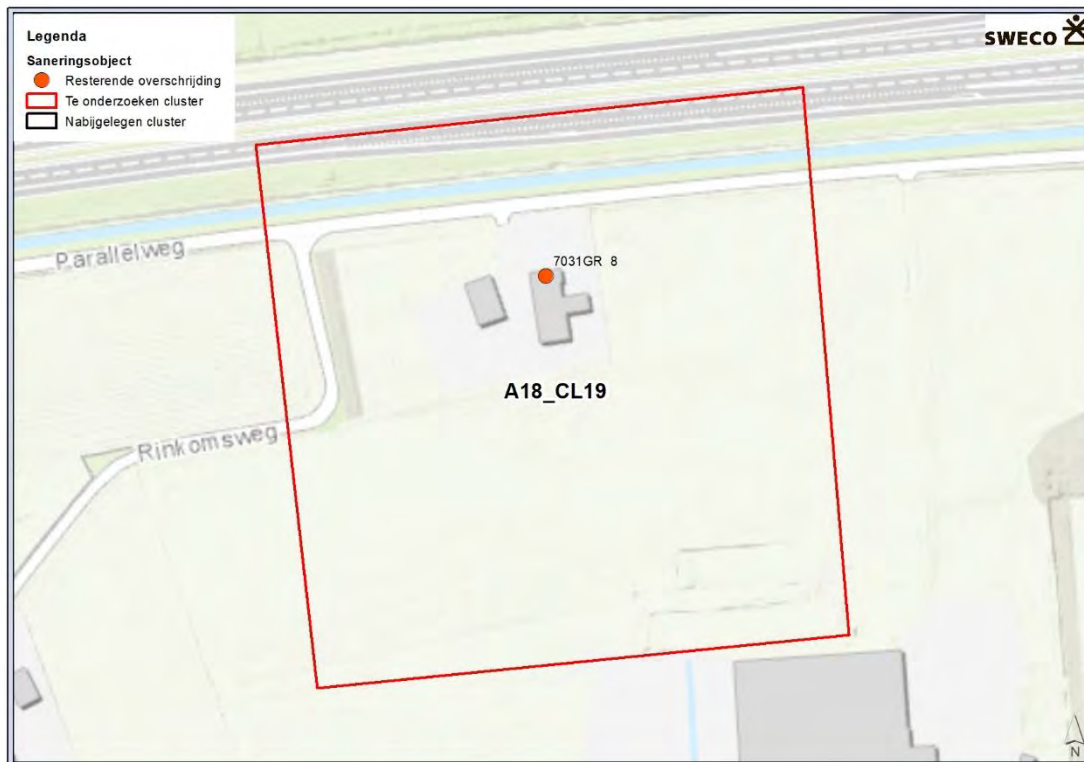 Legenda
Saneringsobject
Resterende overschrijding
Te onderzoeken cluster
Nabijgelegen cluster
SWECO
Parallelweg
7031GR 8
A18_CL19
Rinkomsweg
N